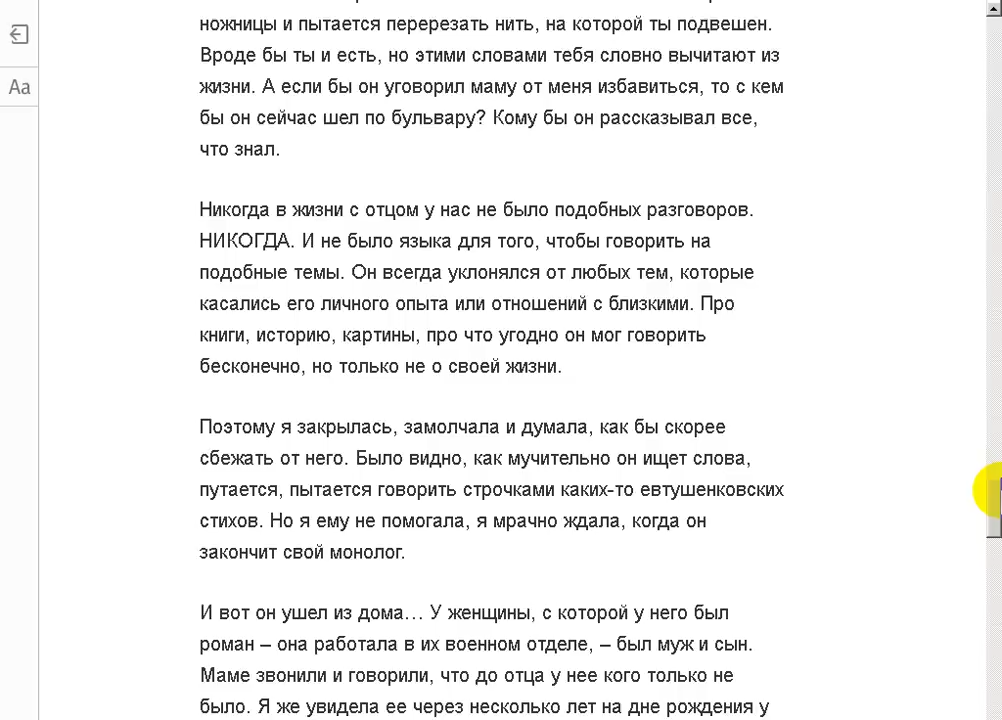 Aa
ножницы и пытается перерезать нить, на которой ты подвешен.
Вроде бы ты и есть, но этими словами тебя словно вычитают из
жизни. А если бы он уговорил маму от меня избавиться, то с кем
бы он сейчас шел по бульвару? Кому бы он рассказывал все,
что знал.
Никогда в жизни с отцом у нас не было подобных разговоров.
НИКОГДА. И не было языка для того, чтобы говорить на
подобные темы. Он всегда уклонялся от любых тем, которые
касались его личного опыта или отношений с близкими. Про
книги, историю, картины, про что угодно он мог говорить
бесконечно, но только не о своей жизни.
Поэтому я закрылась, замолчала и думала, как бы скорее
сбежать от него. Было видно, как мучительно он ищет слова,
путается, пытается говорить строчками каких-то евтушенковских
стихов. Но я ему не помогала, я мрачно ждала, когда он
закончит свой монолог.
И вот он ушел из дома… У женщины, с которой у него был
роман – она работала в их военном отделе, – был муж и сын.
Маме звонили и говорили, что до отца у нее кого только не
было. Я же увидела ее через несколько лет на дне рождения у